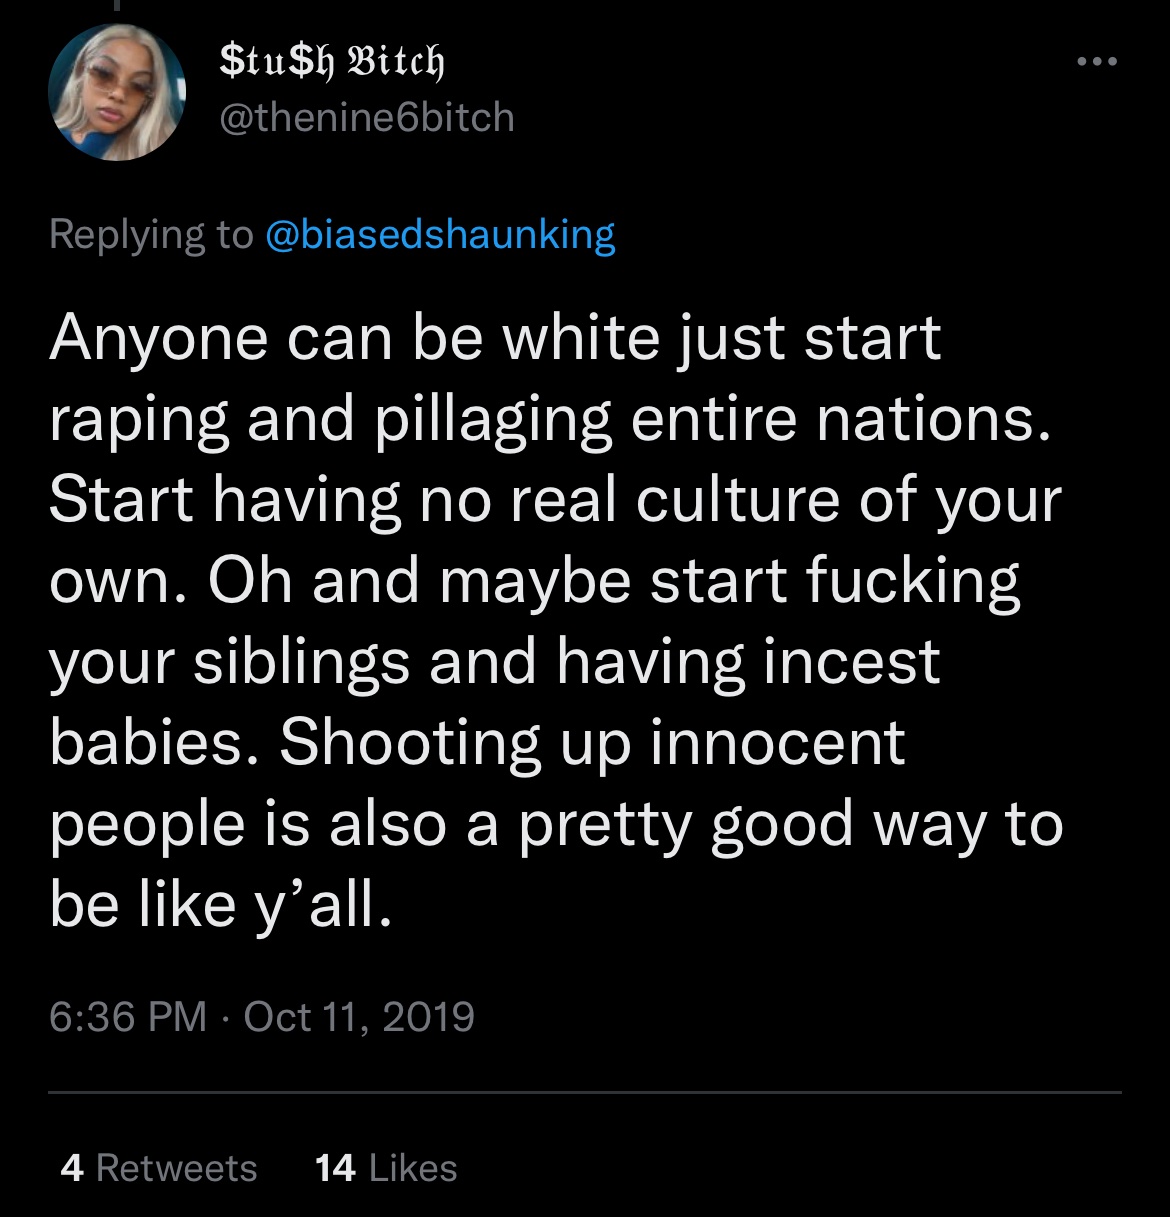 $𝔱𝔲$𝔥 𝔅𝔦𝔱𝔠𝔥
@thenine6bitch
Replying to @biasedshaunking
Anyone can be white just start
raping and pillaging entire nations.
Start having no real culture of your
own. Oh and maybe start fucking
your siblings and having incest
babies. Shooting up innocent
people is also a pretty good way to
be like y’all.
6:36 PM · Oct 11, 2019
4 Retweets 14 Likes